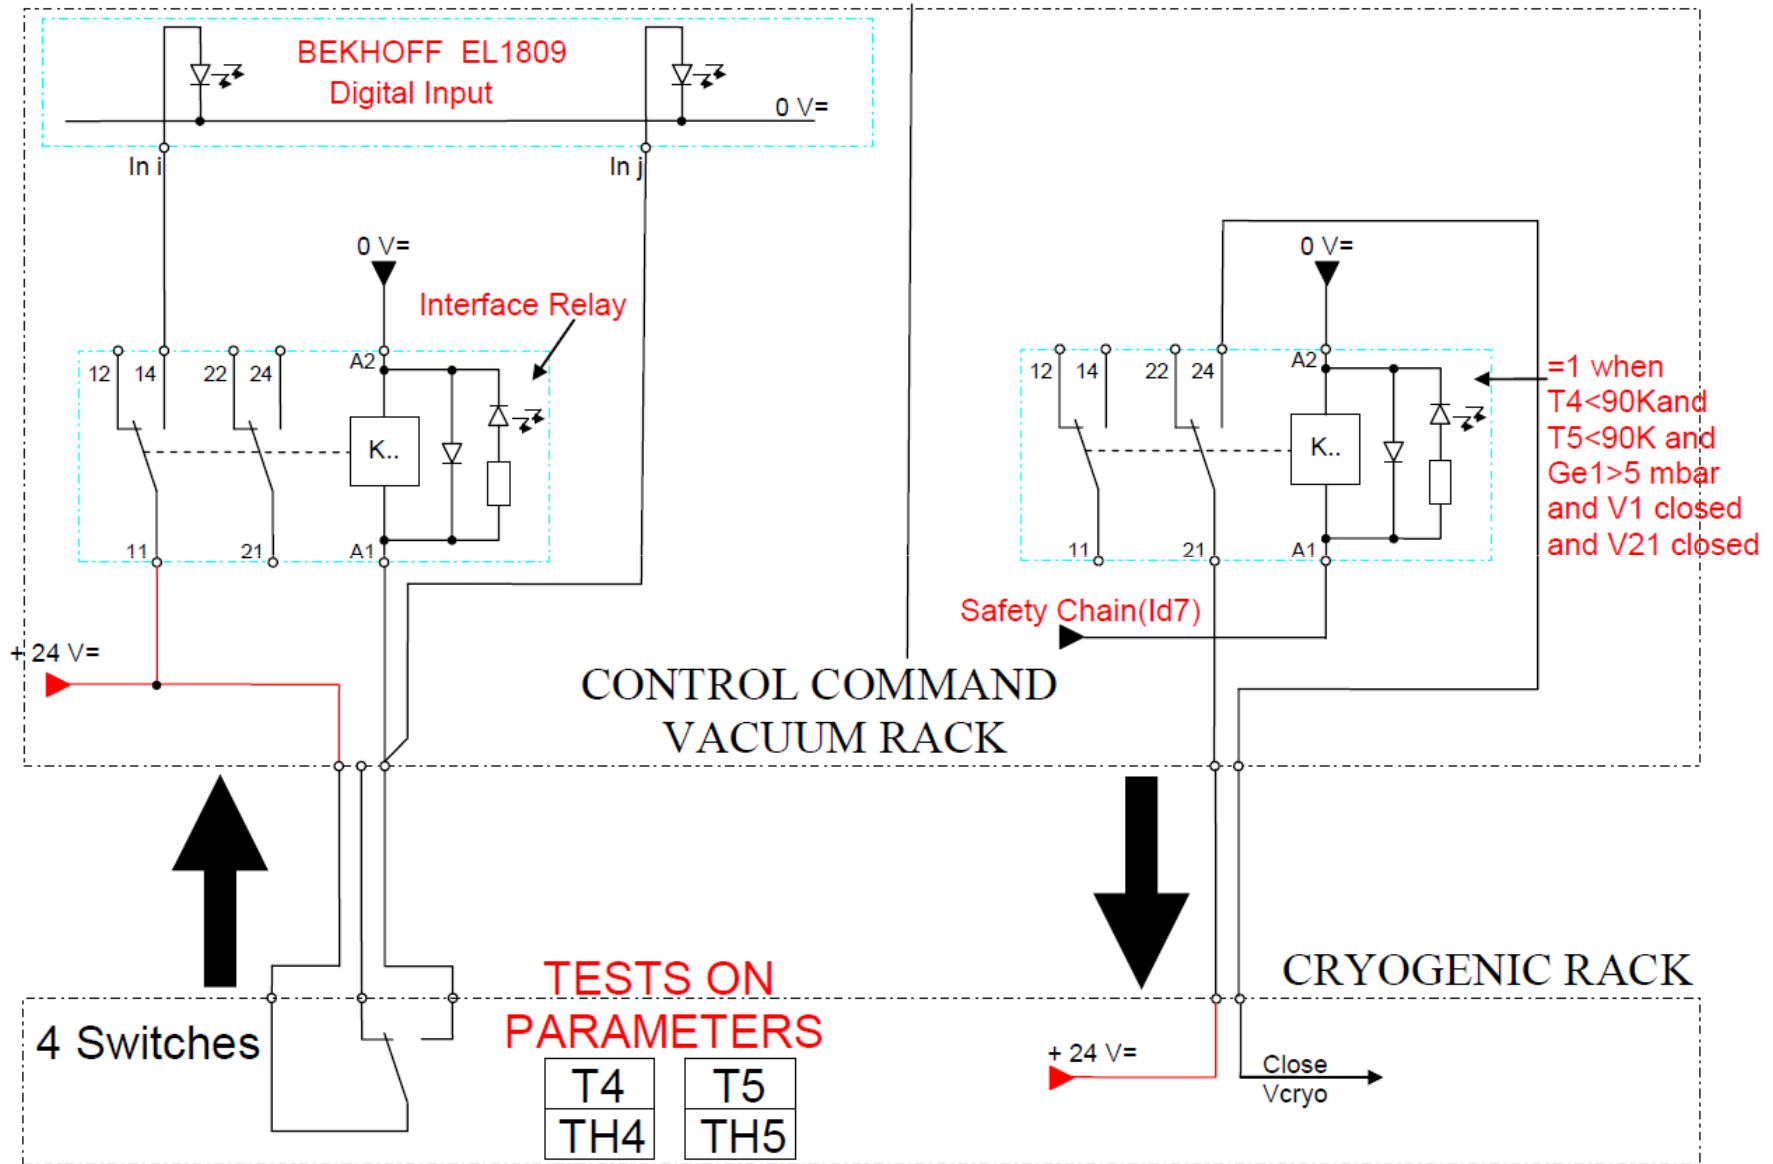 BEKHOFF EL1809
Digital Input
0 V=
In i
In j
0 V=
Interface Relay
12
14
22
24
A2
K..
11
21
A1
+ 24 V=
0 V=
12
14
22
24
A2
K..
11
21
A1
=1 when
T4<90Kand
T5<90K and
Ge1>5 mbar
and V1 closed
and V21 closed
Safety Chain(Id7)
CONTROL COMMAND
VACUUM RACK
CRYOGENIC RACK
4 Switches
TESTS ON
PARAMETERS
T4
T5
TH4
TH5
+ 24 V=
Close
Vcryo